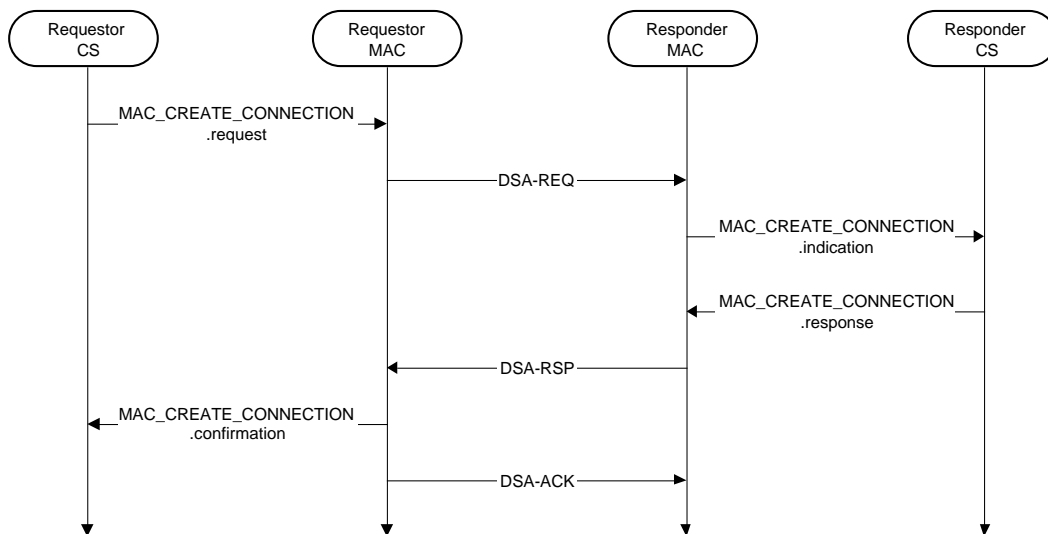 Requestor
CS
Requestor
MAC
Responder
MAC
Responder
CS
MAC_CREATE_CONNECTION
.request
DSA-REQ
MAC_CREATE_CONNECTION
.indication
MAC_CREATE_CONNECTION
.response
DSA-RSP
MAC_CREATE_CONNECTION
.confirmation
DSA-ACK